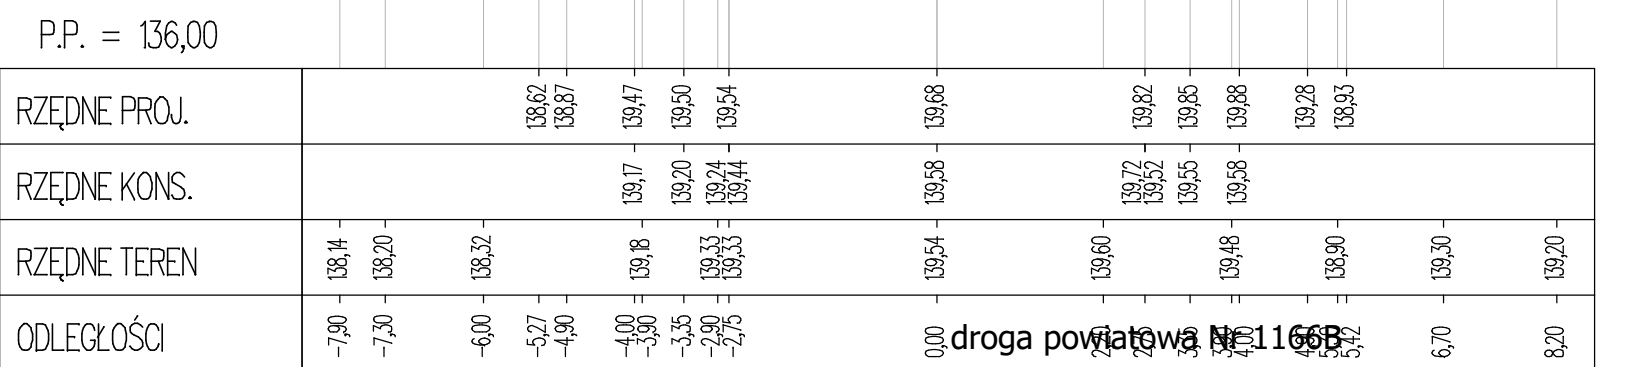 P.P. = 136,00
RZĘDNE PROJ. 138,62 138,87 139,47 139,50 139,54 139,68 139,82 139,85 139,88 139,28 138,93
RZĘDNE KONS. 139,17 139,20 139,24 139,44 139,58 139,72 139,52 139,55 139,58
RZĘDNE TEREN 138,14 138,20 138,32 139,18 139,33 139,33 139,54 139,60 139,48 138,90 139,30 139,20
ODLEGŁOŚCI -7,90 -7,30 -6,00 -5,27 -4,90 -4,00 -3,90 -3,35 -2,90 -2,75 0,00 5,42 6,70 8,20
droga powiatowa Nr 1166B